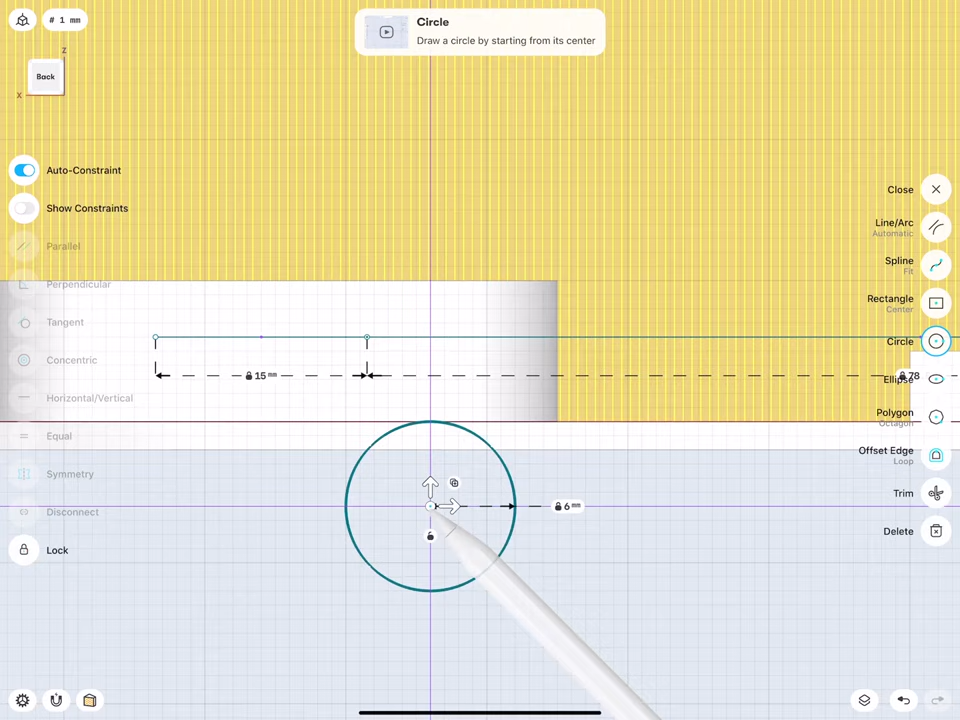 # 1 mm
Circle
Draw a circle by starting from its center
Z
Back
X
Auto-Constraint
Show Constraints
Parallel
Perpendicular
Tangent
Concentric
Horizontal/Vertical
Equal
Symmetry
Disconnect
Lock
15 mm
78
6 mm
Close
Line/Arc
Automatic
Spline
Fit
Rectangle
Center
Circle
Ellipse
Polygon
Octagon
Offset Edge
Loop
Trim
Delete